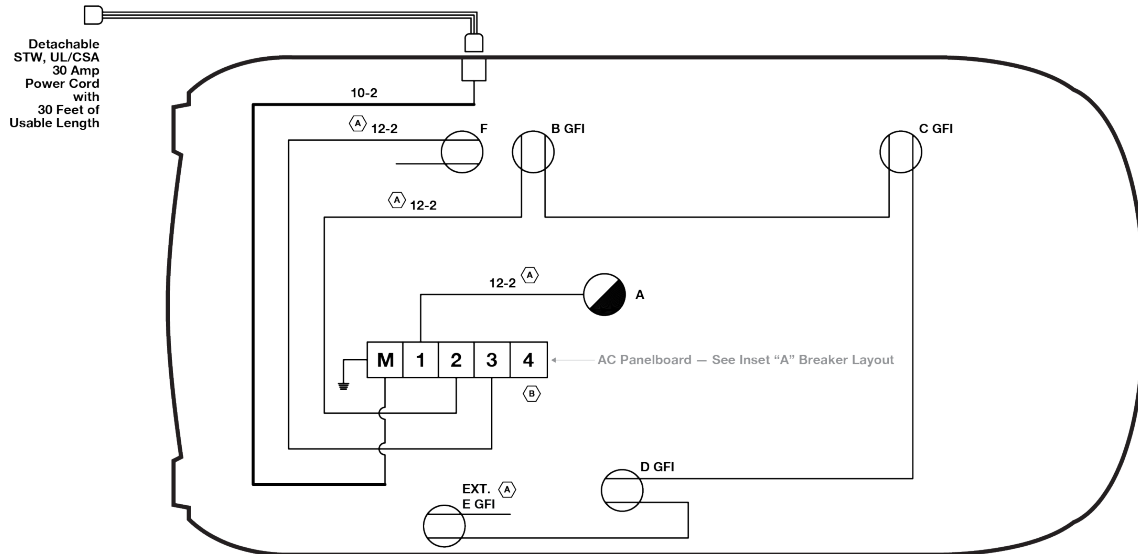 Detachable
STW, UL/CSA
30 Amp
Power Cord
with
30 Feet of
Usable Length
10-2
A 12-2
F
B GFI
C GFI
A 12-2
12-2 A
A
M 1 2 3 4
AC Panelboard — See Inset “A” Breaker Layout
B
D GFI
EXT. A
E GFI